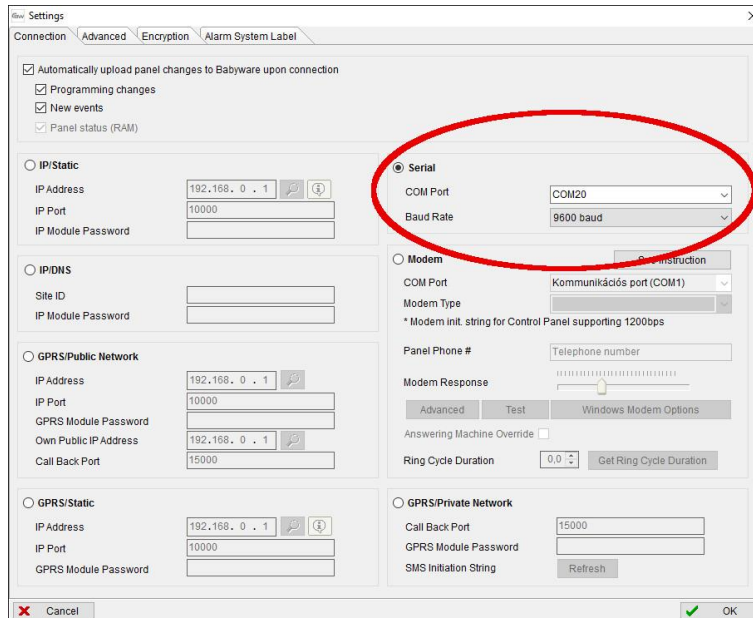 Settings
Connection Advanced Encryption Alarm System Label
Automatically upload panel changes to Babyware upon connection
Programming changes
New events
Panel status (RAM)
IP/Static
IP Address 192.168. 0 . 1
IP Port 10000
IP Module Password
IP/DNS
Site ID
IP Module Password
GPRS/Public Network
IP Address 192.168. 0 . 1
IP Port 10000
GPRS Module Password
Own Public IP Address 192.168. 0 . 1
Call Back Port 15000
GPRS/Static
IP Address 192.168. 0 . 1
IP Port 10000
GPRS Module Password
Serial
COM Port COM20
Baud Rate 9600 baud
Modem Instruction
COM Port Kommunikációs port (COM1)
Modem Type
* Modem init. string for Control Panel supporting 1200bps
Panel Phone # Telephone number
Modem Response
Advanced Test Windows Modem Options
Answering Machine Override
Ring Cycle Duration 0,0 Get Ring Cycle Duration
GPRS/Private Network
Call Back Port 15000
GPRS Module Password
SMS Initiation String Refresh
Cancel OK